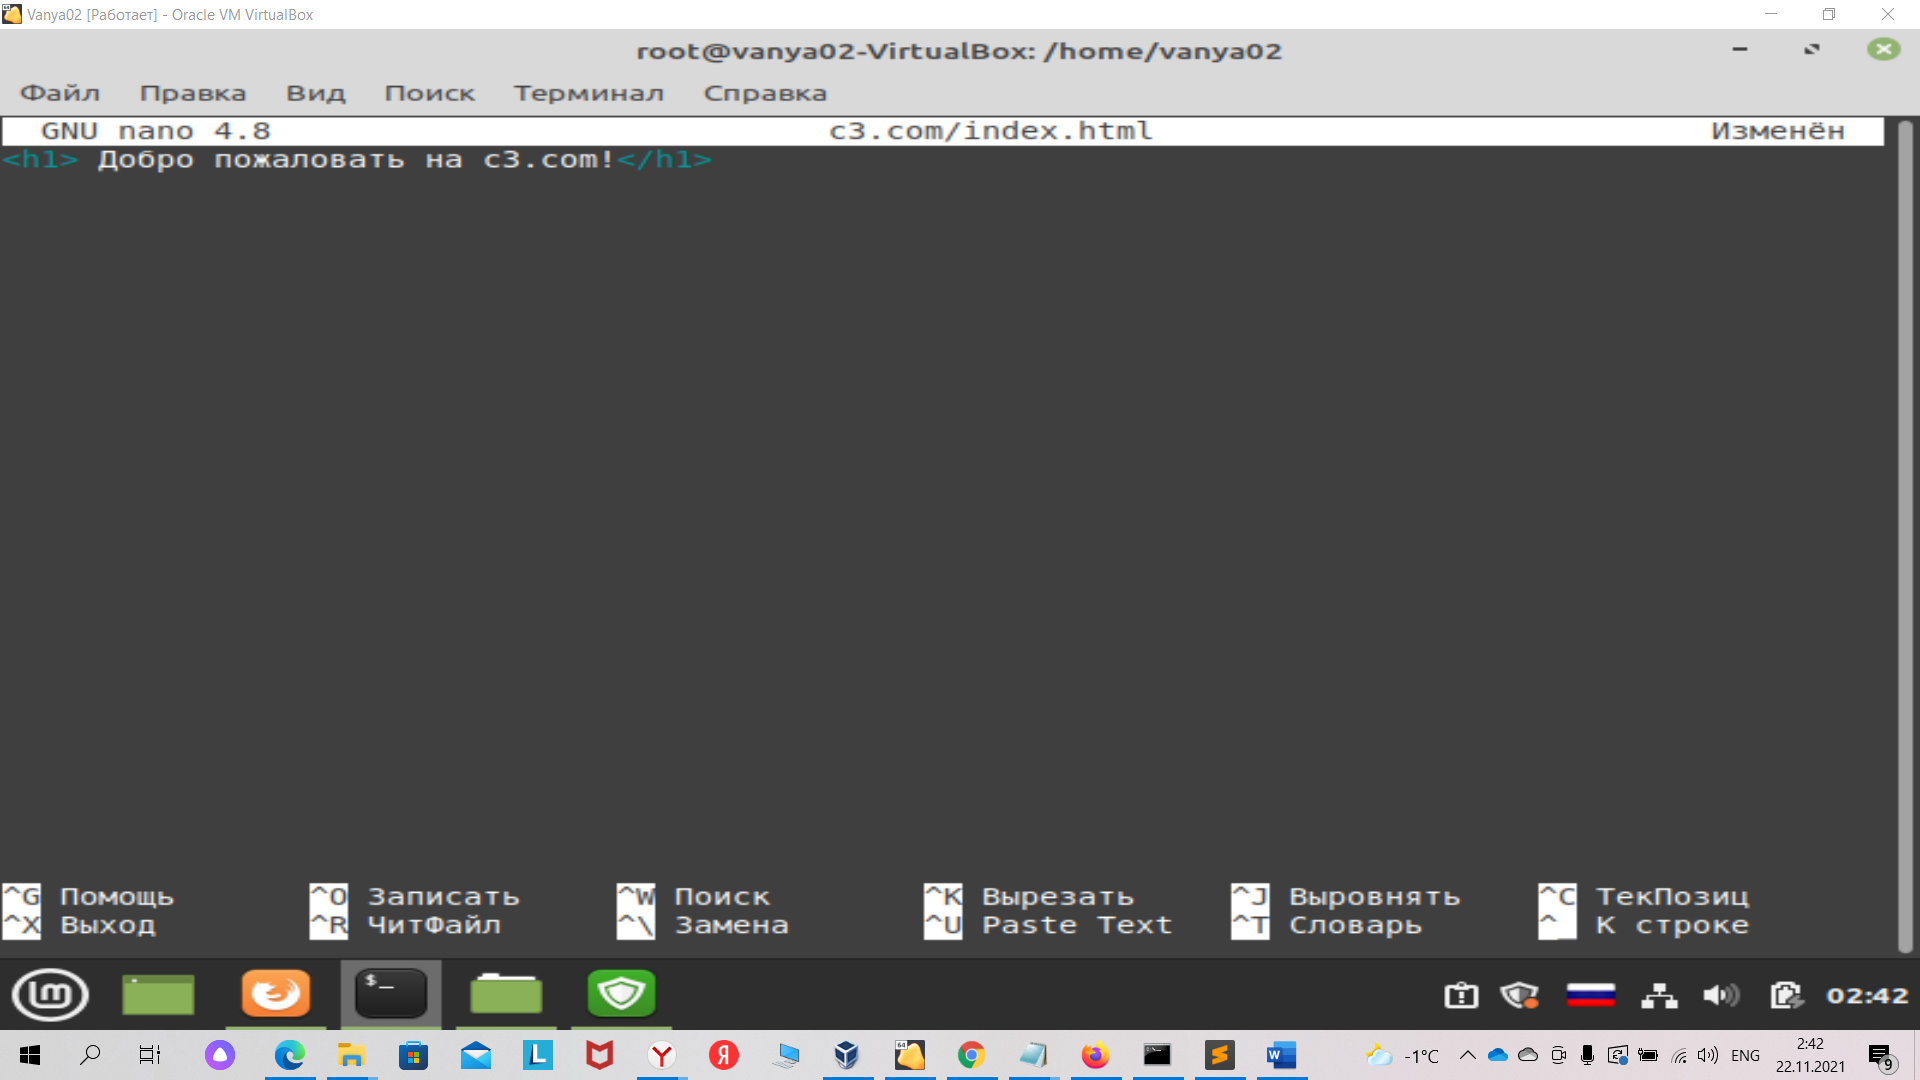 Vanya02 [Работает] - Oracle VM VirtualBox
root@vanya02-VirtualBox: /home/vanya02
Файл Правка Вид Поиск Терминал Справка
GNU nano 4.8 c3.com/index.html Изменён
<h1> Добро пожаловать на c3.com!</h1>
^G Помощь ^O Записать ^W Поиск ^K Вырезать ^J Выровнять ^C ТекПозиц
^X Выход ^R ЧитФайл ^\ Замена ^U Paste Text ^T Словарь ^_ К строке
02:42
-1°C ENG 2:42
22.11.2021
9